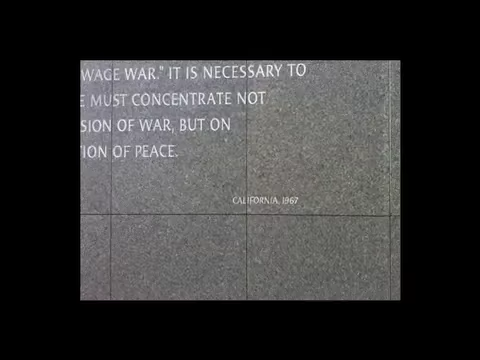 WAGE WAR." IT IS NECESSARY TO
E MUST CONCENTRATE NOT
SION OF WAR, BUT ON
TION OF PEACE.
CALIFORNIA, 1967